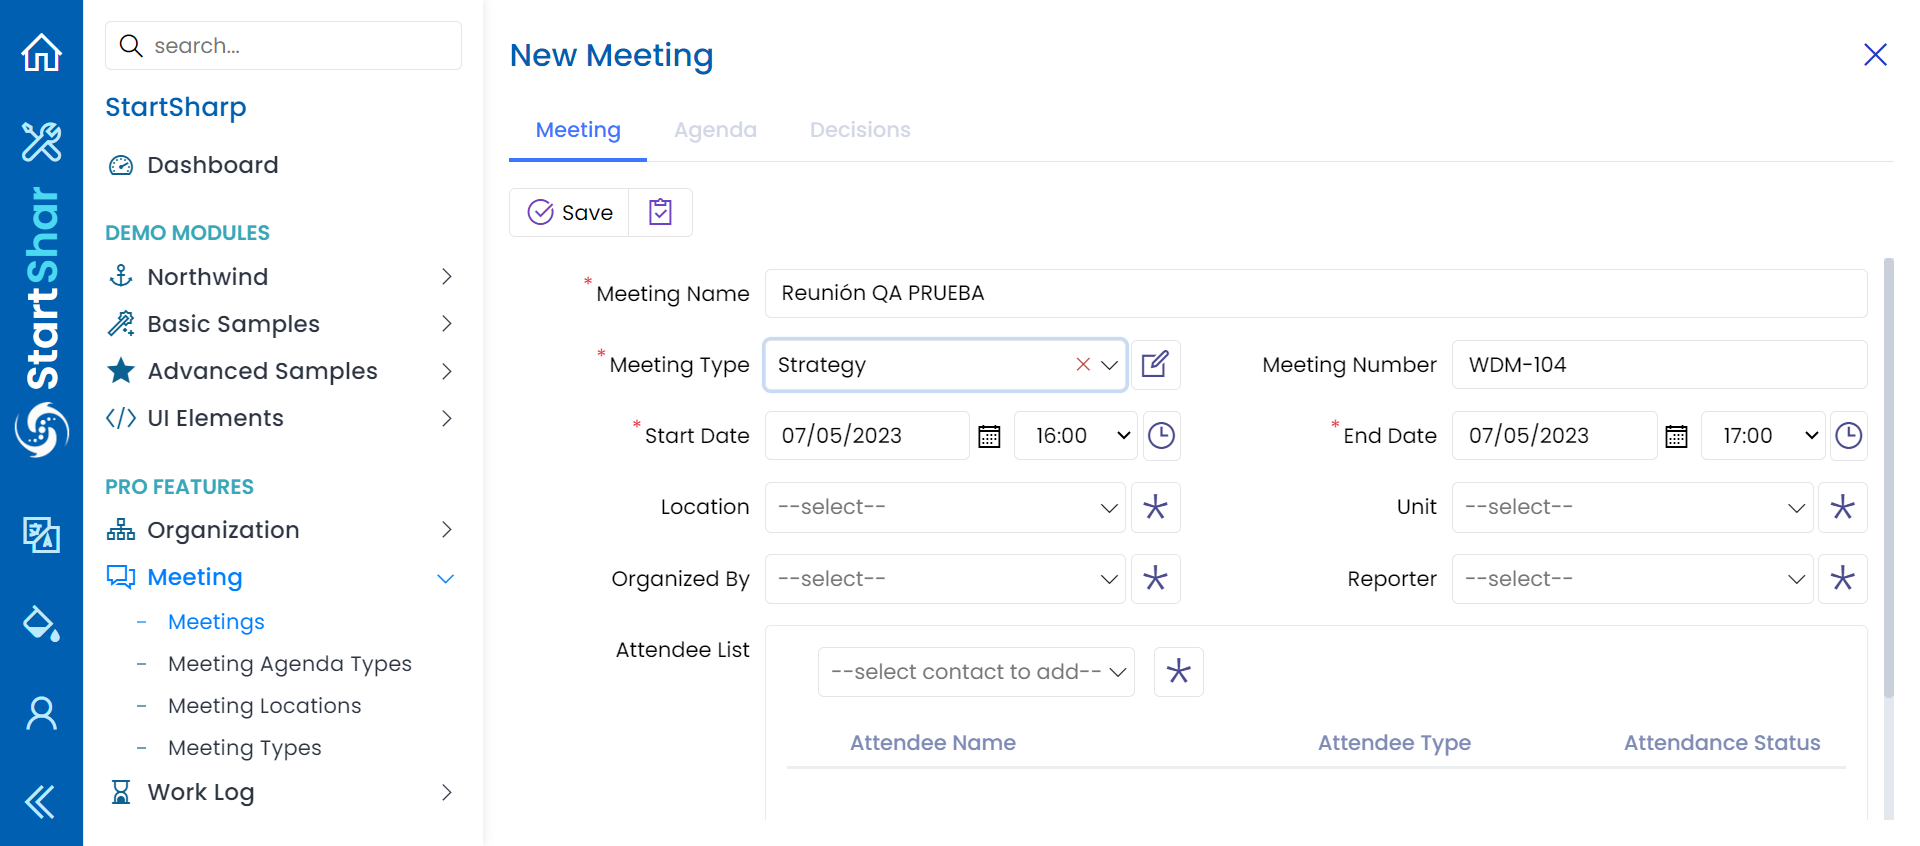 StartShar
search...
StartSharp
Dashboard
DEMO MODULES
Northwind
Basic Samples
Advanced Samples
UI Elements
PRO FEATURES
Organization
Meeting
- Meetings
- Meeting Agenda Types
- Meeting Locations
- Meeting Types
Work Log
New Meeting
Meeting Agenda Decisions
Save
* Meeting Name Reunión QA PRUEBA
* Meeting Type Strategy Meeting Number WDM-104
* Start Date 07/05/2023 16:00 * End Date 07/05/2023 17:00
Location --select-- Unit --select--
Organized By --select-- Reporter --select--
Attendee List
--select contact to add--
Attendee Name Attendee Type Attendance Status